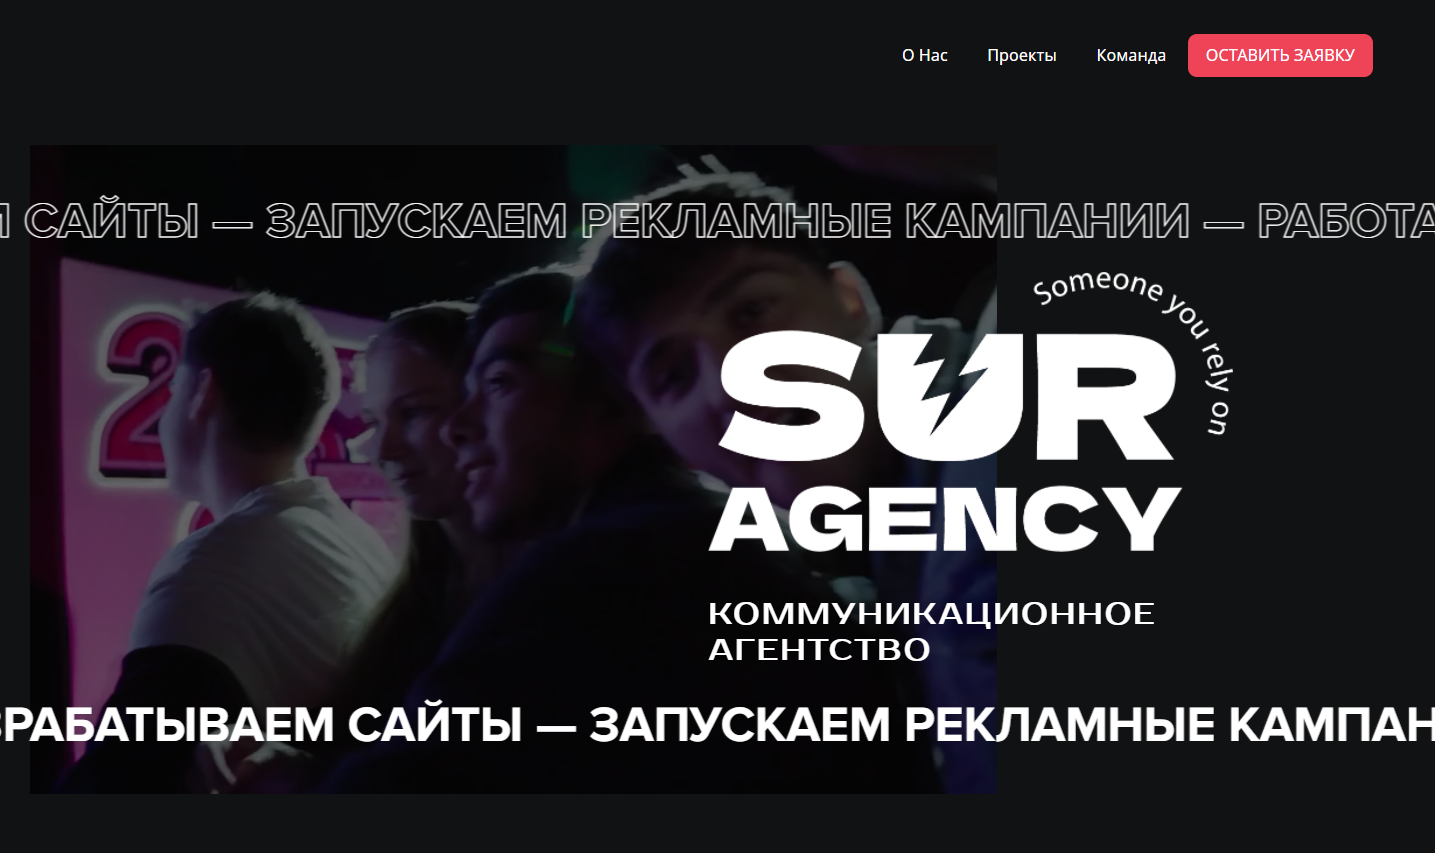 О Нас
Проекты
Команда
ОСТАВИТЬ ЗАЯВКУ
САЙТЫ — ЗАПУСКАЕМ РЕКЛАМНЫЕ КАМПАНИИ — РАБОТА
Someone you rely on
SUR
AGENCY
КОММУНИКАЦИОННОЕ
АГЕНТСТВО
ЗРАБАТЫВАЕМ САЙТЫ — ЗАПУСКАЕМ РЕКЛАМНЫЕ КАМПАН